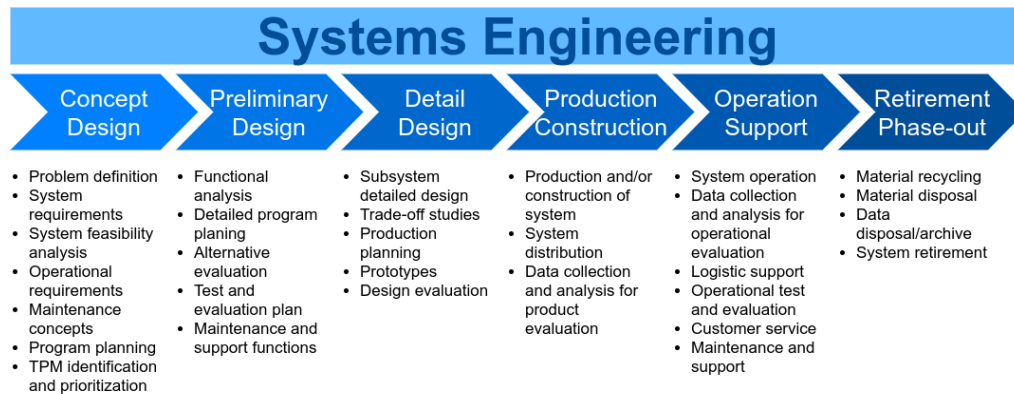 Systems Engineering
Concept
Design
Preliminary
Design
Detail
Design
Production
Construction
Operation
Support
Retirement
Phase-out
• Problem definition
• System
requirements
• System feasibility
analysis
• Operational
requirements
• Maintenance
concepts
• Program planning
• TPM identification
and prioritization
• Functional
analysis
• Detailed program
planing
• Alternative
evaluation
• Test and
evaluation plan
• Maintenance and
support functions
• Subsystem
detailed design
• Trade-off studies
• Production
planning
• Prototypes
• Design evaluation
• Production and/or
construction of
system
• System
distribution
• Data collection
and analysis for
product
evaluation
• System operation
• Data collection
and analysis for
operational
evaluation
• Logistic support
• Operational test
and evaluation
• Customer service
• Maintenance and
support
• Material recycling
• Material disposal
• Data
disposal/archive
• System retirement